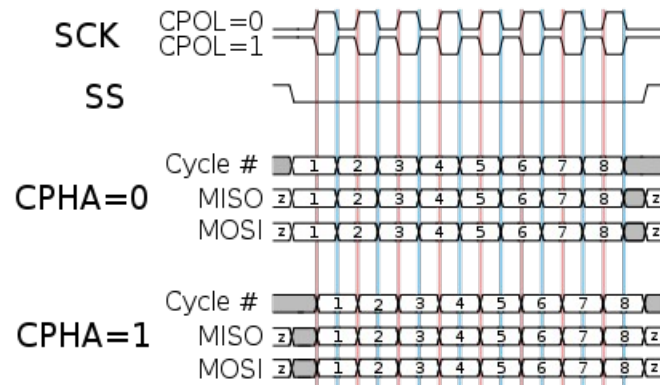 SCK CPOL=0
CPOL=1
SS
Cycle # 1 2 3 4 5 6 7 8
CPHA=0 MISO z 1 2 3 4 5 6 7 8 z
MOSI z 1 2 3 4 5 6 7 8 z
Cycle # 1 2 3 4 5 6 7 8
CPHA=1 MISO z 1 2 3 4 5 6 7 8 z
MOSI z 1 2 3 4 5 6 7 8 z